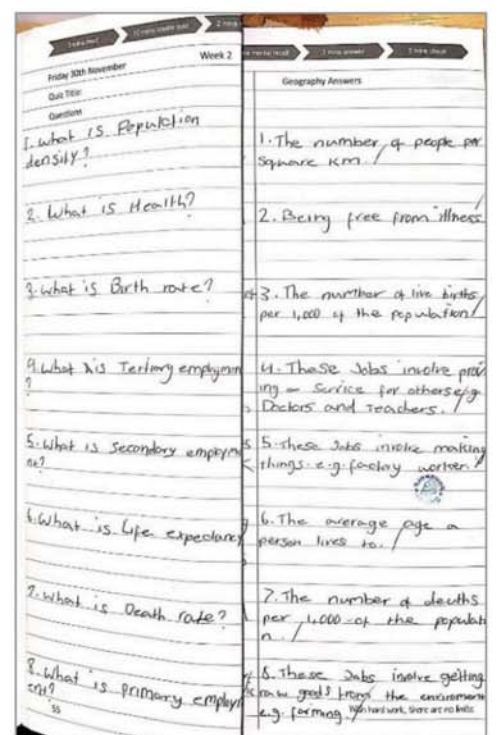 2 mins
Week 2
Friday 30th November
Quiz Title:
Questions
1. What is Population
density?
2. What is Health?
3. What is Birth rate?
4. What is Tertiary employmen
?
5. What is Secondary employme
nt?
6. What is Life expectancy
7. What is Death rate?
8. What is primary employm
ent?
55
Geography Answers
1. The number of people per
square Km.
2. Being free from illness
3. The number of live births
per 1,000 of the population
4. These Jobs involve provid
ing a Service for others e.g.
Doctors and Teachers.
5. These Jobs involve making
things. e.g. factory worker.
6. The average age a
person lives to.
7. The number of deaths
per 1,000 of the populati
n.
8. These Jobs involve getting
raw goods from the enviroment
e.g. farming.
With hard work, there are no limits